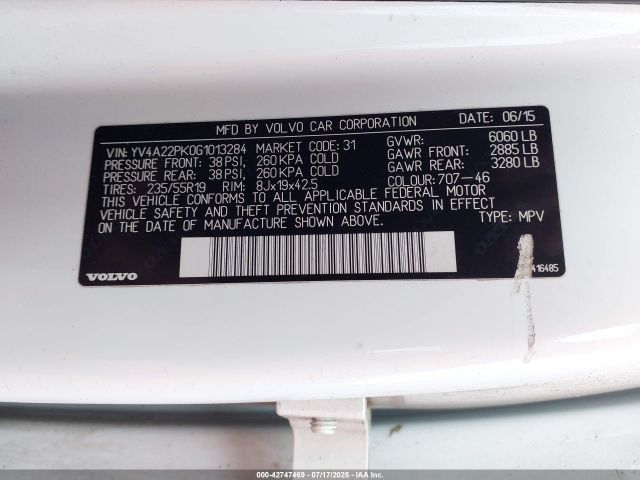 MFD BY VOLVO CAR CORPORATION DATE: 06/15
VIN: YV4A22PK0G1013284 MARKET CODE: 31 GVWR: 6060 LB
PRESSURE FRONT: 38 PSI, 260 KPA COLD GAWR FRONT: 2885 LB
PRESSURE REAR: 38 PSI, 260 KPA COLD GAWR REAR: 3280 LB
TIRES: 235/55R19 RIM: 8Jx19x42.5 COLOUR: 707-46
THIS VEHICLE CONFORMS TO ALL APPLICABLE FEDERAL MOTOR
VEHICLE SAFETY AND THEFT PREVENTION STANDARDS IN EFFECT
ON THE DATE OF MANUFACTURE SHOWN ABOVE. TYPE: MPV
VOLVO
416485
000-42747469 | 07/17/2025 - IAA Inc.